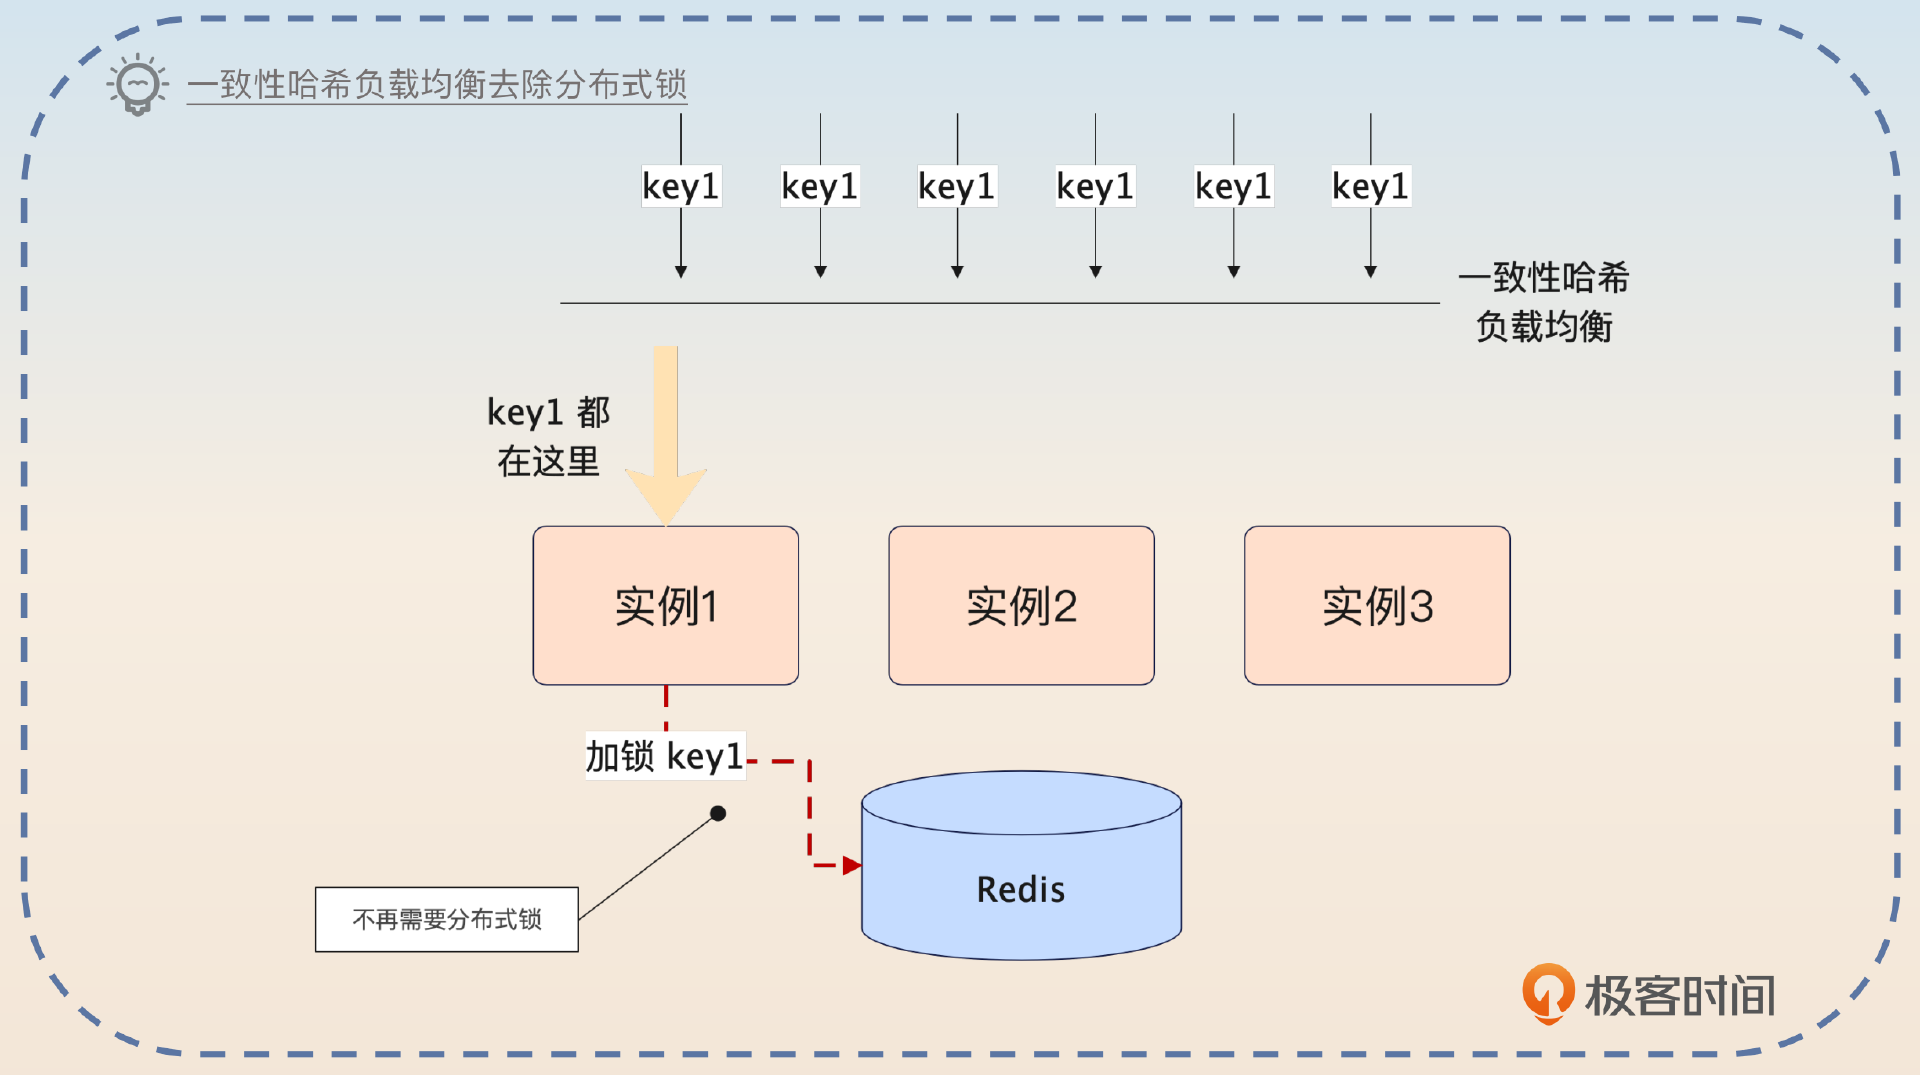 一致性哈希负载均衡去除分布式锁
key1 key1 key1 key1 key1 key1
一致性哈希
负载均衡
key1 都
在这里
实例1 实例2 实例3
加锁 key1
Redis
不再需要分布式锁
极客时间